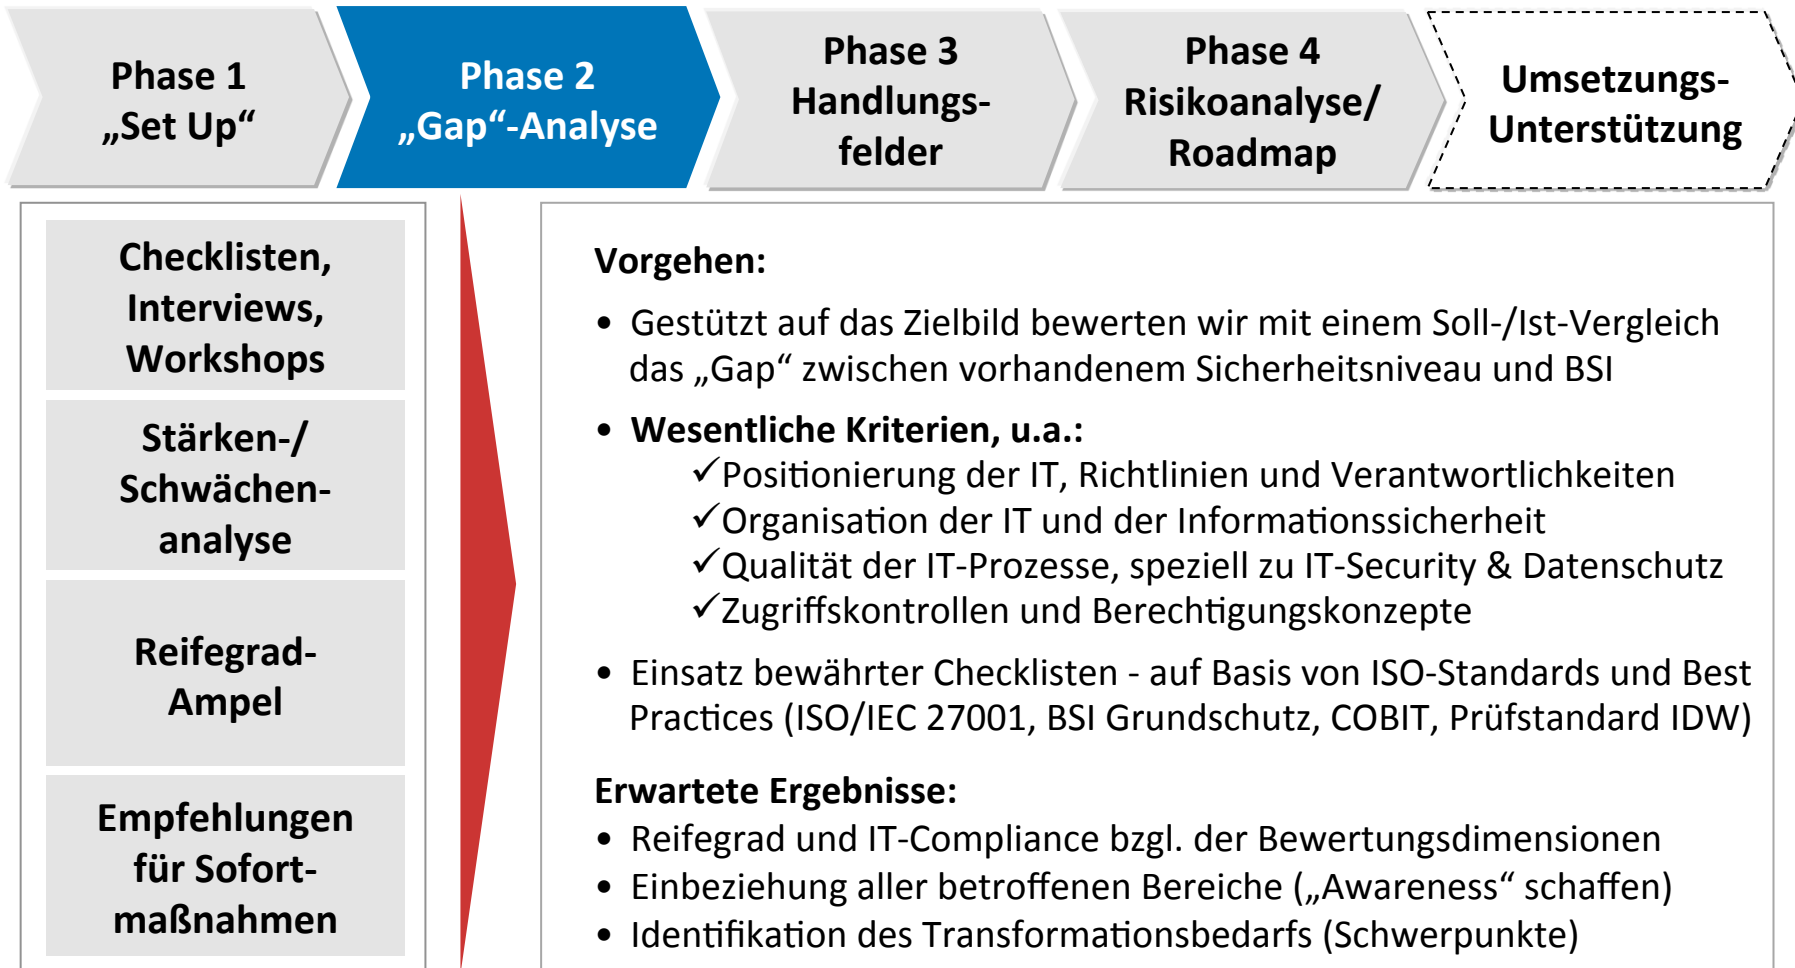 Phase 1
„Set Up“
Phase 2
„Gap“-Analyse
Phase 3
Handlungs-
felder
Phase 4
Risikoanalyse/
Roadmap
Umsetzungs-
Unterstützung
Checklisten,
Interviews,
Workshops
Stärken-/
Schwächen-
analyse
Reifegrad-
Ampel
Empfehlungen
für Sofort-
maßnahmen
Vorgehen:
• Gestützt auf das Zielbild bewerten wir mit einem Soll-/Ist-Vergleich
das „Gap“ zwischen vorhandenem Sicherheitsniveau und BSI
• Wesentliche Kriterien, u.a.:
✓Positionierung der IT, Richtlinien und Verantwortlichkeiten
✓Organisation der IT und der Informationssicherheit
✓Qualität der IT-Prozesse, speziell zu IT-Security & Datenschutz
✓Zugriffskontrollen und Berechtigungskonzepte
• Einsatz bewährter Checklisten - auf Basis von ISO-Standards und Best
Practices (ISO/IEC 27001, BSI Grundschutz, COBIT, Prüfstandard IDW)
Erwartete Ergebnisse:
• Reifegrad und IT-Compliance bzgl. der Bewertungsdimensionen
• Einbeziehung aller betroffenen Bereiche („Awareness“ schaffen)
• Identifikation des Transformationsbedarfs (Schwerpunkte)